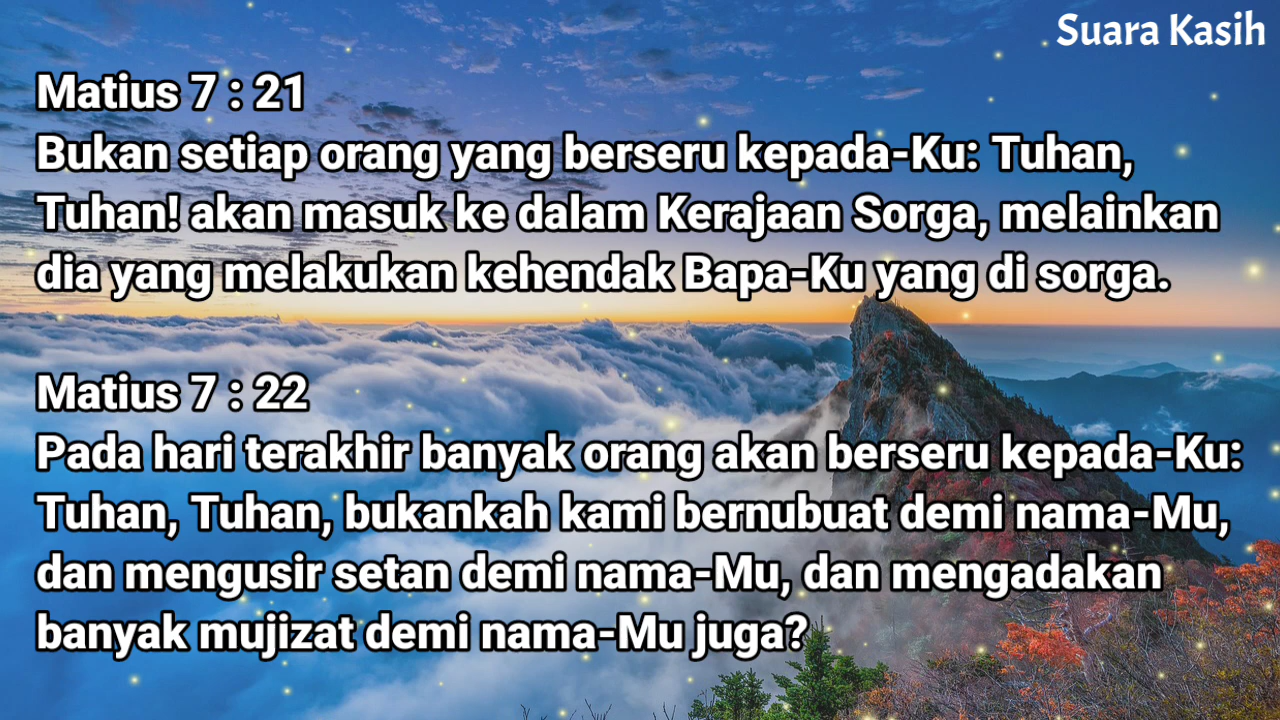 Suara Kasih
Matius 7 : 21
Bukan setiap orang yang berseru kepada-Ku: Tuhan,
Tuhan! akan masuk ke dalam Kerajaan Sorga, melainkan
dia yang melakukan kehendak Bapa-Ku yang di sorga.
Matius 7 : 22
Pada hari terakhir banyak orang akan berseru kepada-Ku:
Tuhan, Tuhan, bukankah kami bernubuat demi nama-Mu,
dan mengusir setan demi nama-Mu, dan mengadakan
banyak mujizat demi nama-Mu juga?